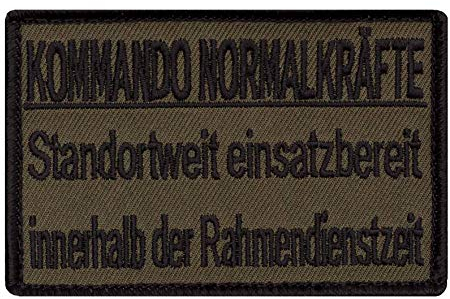 KOMMANDO NORMALKRÄFTE
Standortweit einsatzbereit
innerhalb der Rahmendienstzeit